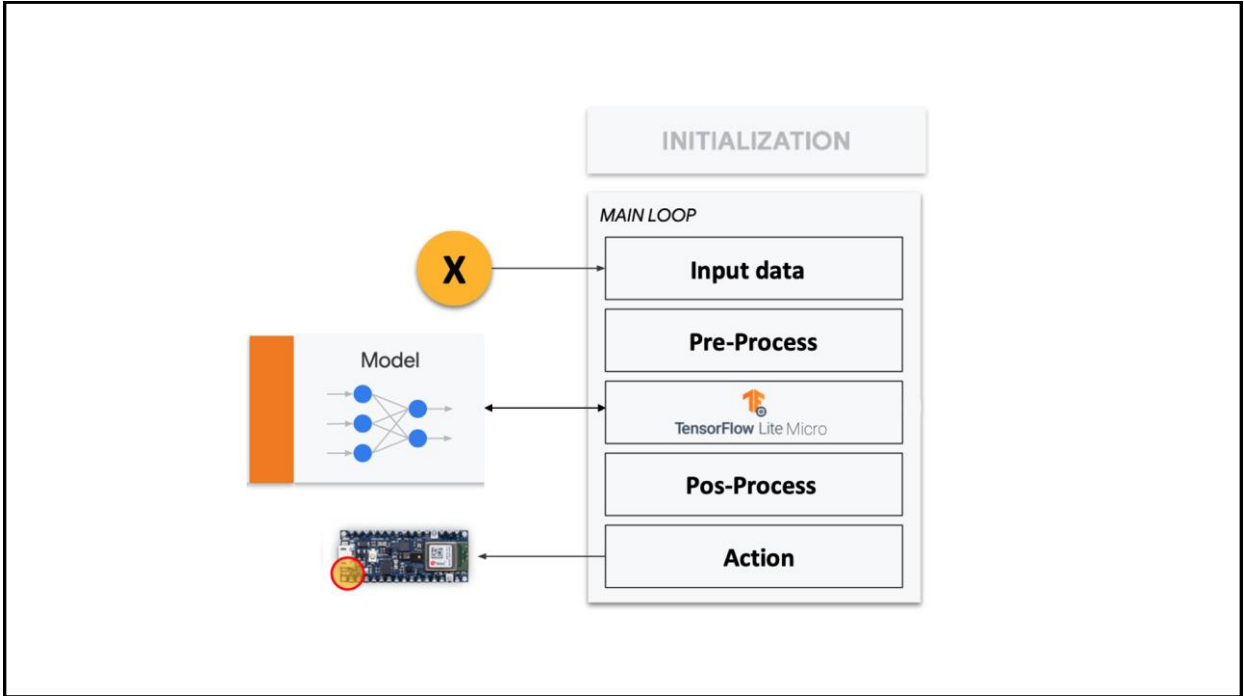 INITIALIZATION
MAIN LOOP
X
Input data
Pre-Process
Model
TensorFlow Lite Micro
Pos-Process
Action